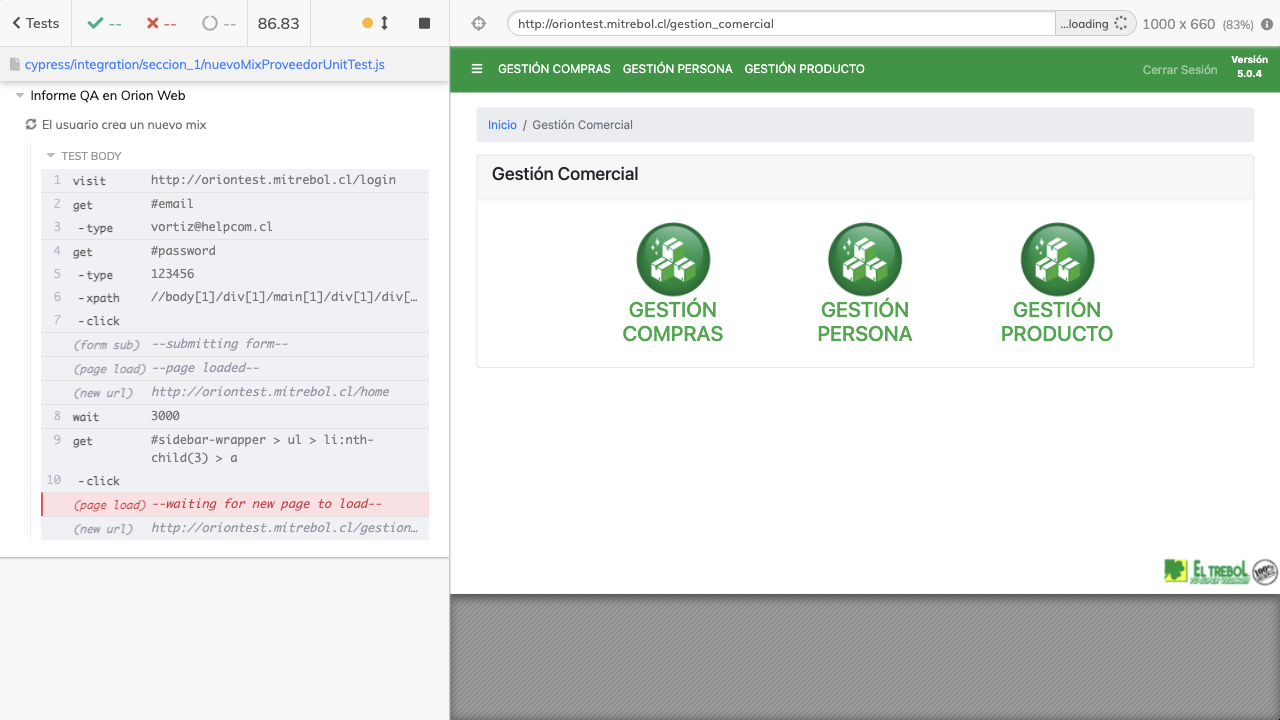 Tests
--
--
--
86.83
http://oriontest.mitrebol.cl/gestion_comercial
...loading
1000 x 660 (83%)
cypress/integration/seccion_1/nuevoMixProveedorUnitTest.js
Informe QA en Orion Web
El usuario crea un nuevo mix
TEST BODY
1 visit http://oriontest.mitrebol.cl/login
2 get #email
3 -type vortiz@helpcom.cl
4 get #password
5 -type 123456
6 -xpath //body[1]/div[1]/main[1]/div[1]/div[…
7 -click
(form sub) --submitting form--
(page load) --page loaded--
(new url) http://oriontest.mitrebol.cl/home
8 wait 3000
9 get #sidebar-wrapper > ul > li:nth-
child(3) > a
10 -click
(page load) --waiting for new page to load--
(new url) http://oriontest.mitrebol.cl/gestion…
GESTIÓN COMPRAS GESTIÓN PERSONA GESTIÓN PRODUCTO
Cerrar Sesión
Versión
5.0.4
Inicio / Gestión Comercial
Gestión Comercial
GESTIÓN
COMPRAS
GESTIÓN
PERSONA
GESTIÓN
PRODUCTO
EL TREBOL
100%